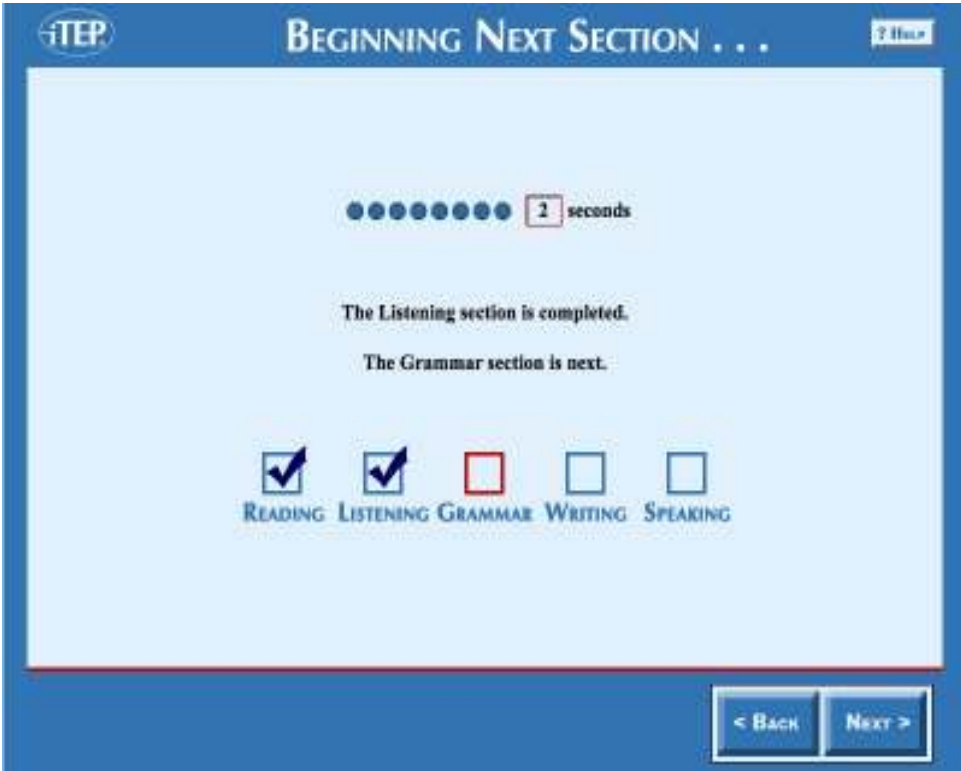 iTEP
BEGINNING NEXT SECTION . . .
? HELP
2 seconds
The Listening section is completed.
The Grammar section is next.
READING LISTENING GRAMMAR WRITING SPEAKING
< BACK NEXT >